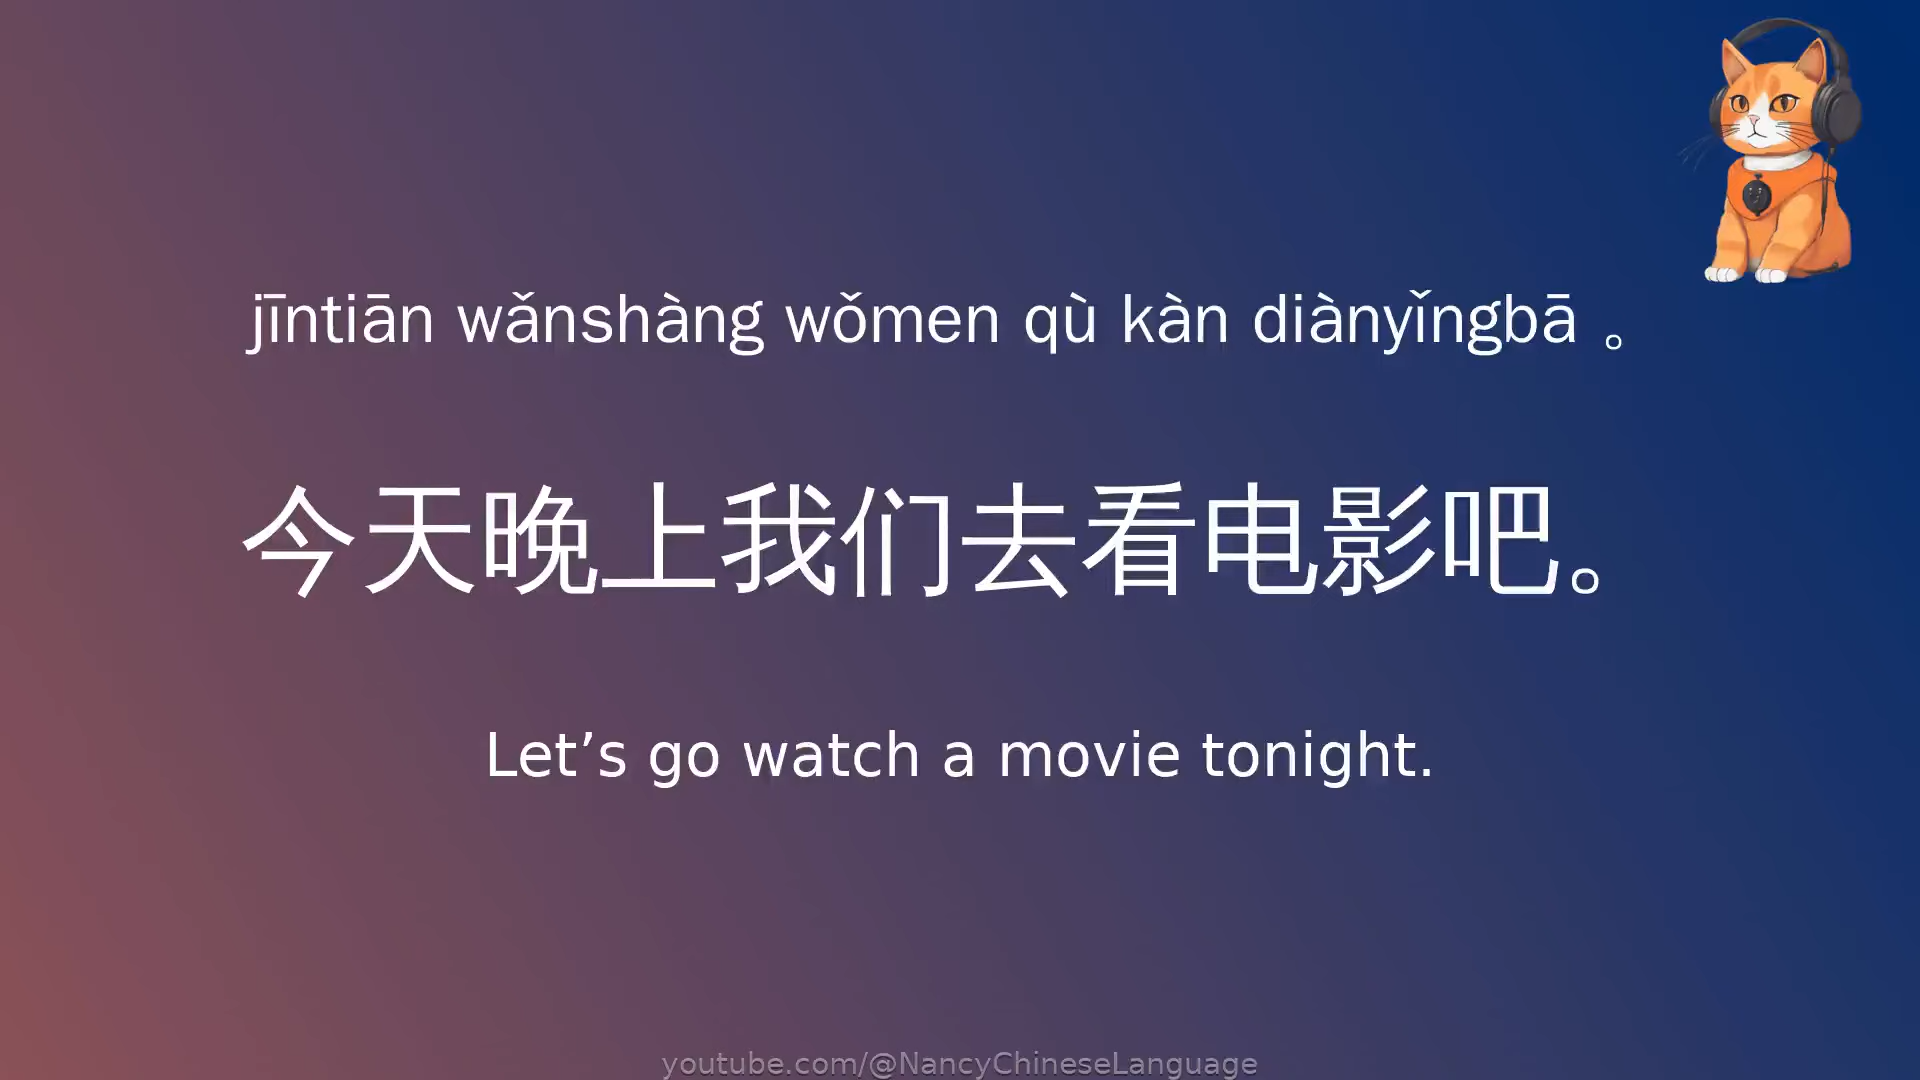 jīntiān wǎnshàng wǒmen qù kàn diànyǐngbā 。
今天晚上我们去看电影吧。
Let’s go watch a movie tonight.
youtube.com/@NancyChineseLanguage